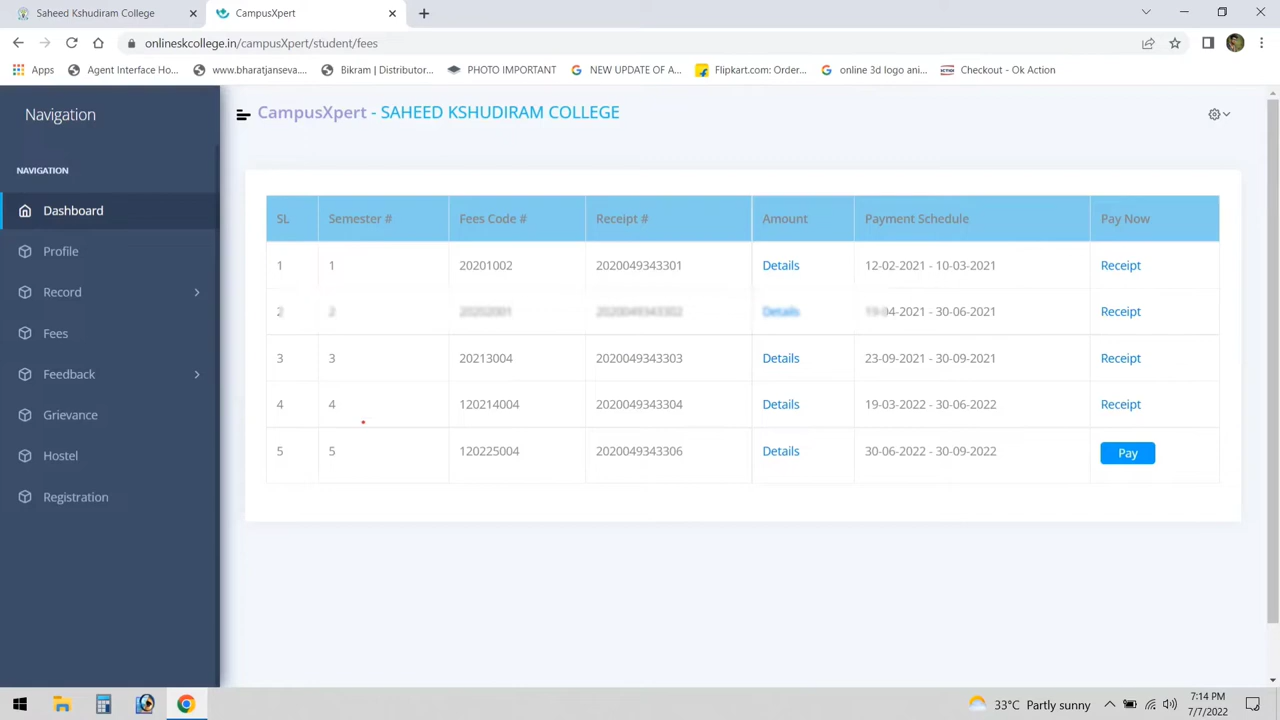 Saheed Kshudiram College
CampusXpert
onlineskcollege.in/campusXpert/student/fees
Apps Agent Interface Ho... www.bharatjanseva.... Bikram | Distributor... PHOTO IMPORTANT NEW UPDATE OF A... Flipkart.com: Order... online 3d logo ani... Checkout - Ok Action
Navigation
CampusXpert - SAHEED KSHUDIRAM COLLEGE
NAVIGATION
Dashboard
Profile
Record
Fees
Feedback
Grievance
Hostel
Registration
SL Semester # Fees Code # Receipt # Amount Payment Schedule Pay Now
1 1 20201002 2020049343301 Details 12-02-2021 - 10-03-2021 Receipt
2 2 20202001 2020049343302 Details 19-04-2021 - 30-06-2021 Receipt
3 3 20213004 2020049343303 Details 23-09-2021 - 30-09-2021 Receipt
4 4 120214004 2020049343304 Details 19-03-2022 - 30-06-2022 Receipt
5 5 120225004 2020049343306 Details 30-06-2022 - 30-09-2022 Pay
33°C Partly sunny
7:14 PM
7/7/2022